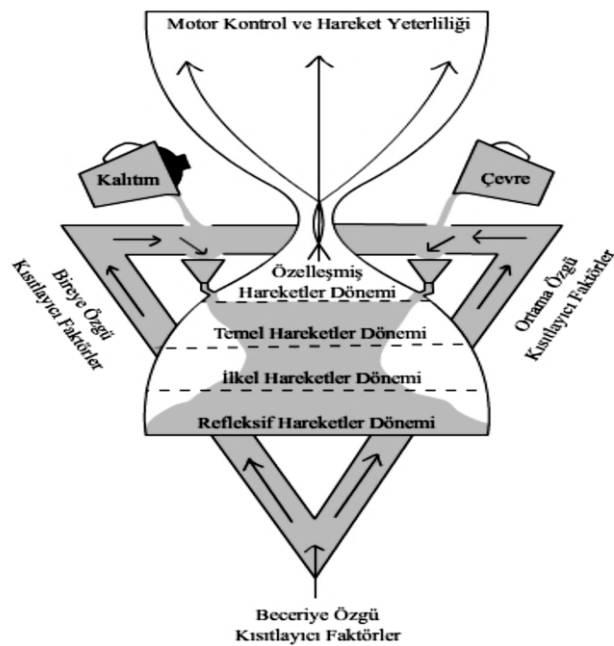 Motor Kontrol ve Hareket Yeterliliği
Kalıtım
Çevre
Bireye Özgü
Kısıtlayıcı Faktörler
Ortama Özgü
Kısıtlayıcı Faktörler
Özelleşmiş
Hareketler Dönemi
Temel Hareketler Dönemi
İlkel Hareketler Dönemi
Refleksif Hareketler Dönemi
Beceriye Özgü
Kısıtlayıcı Faktörler